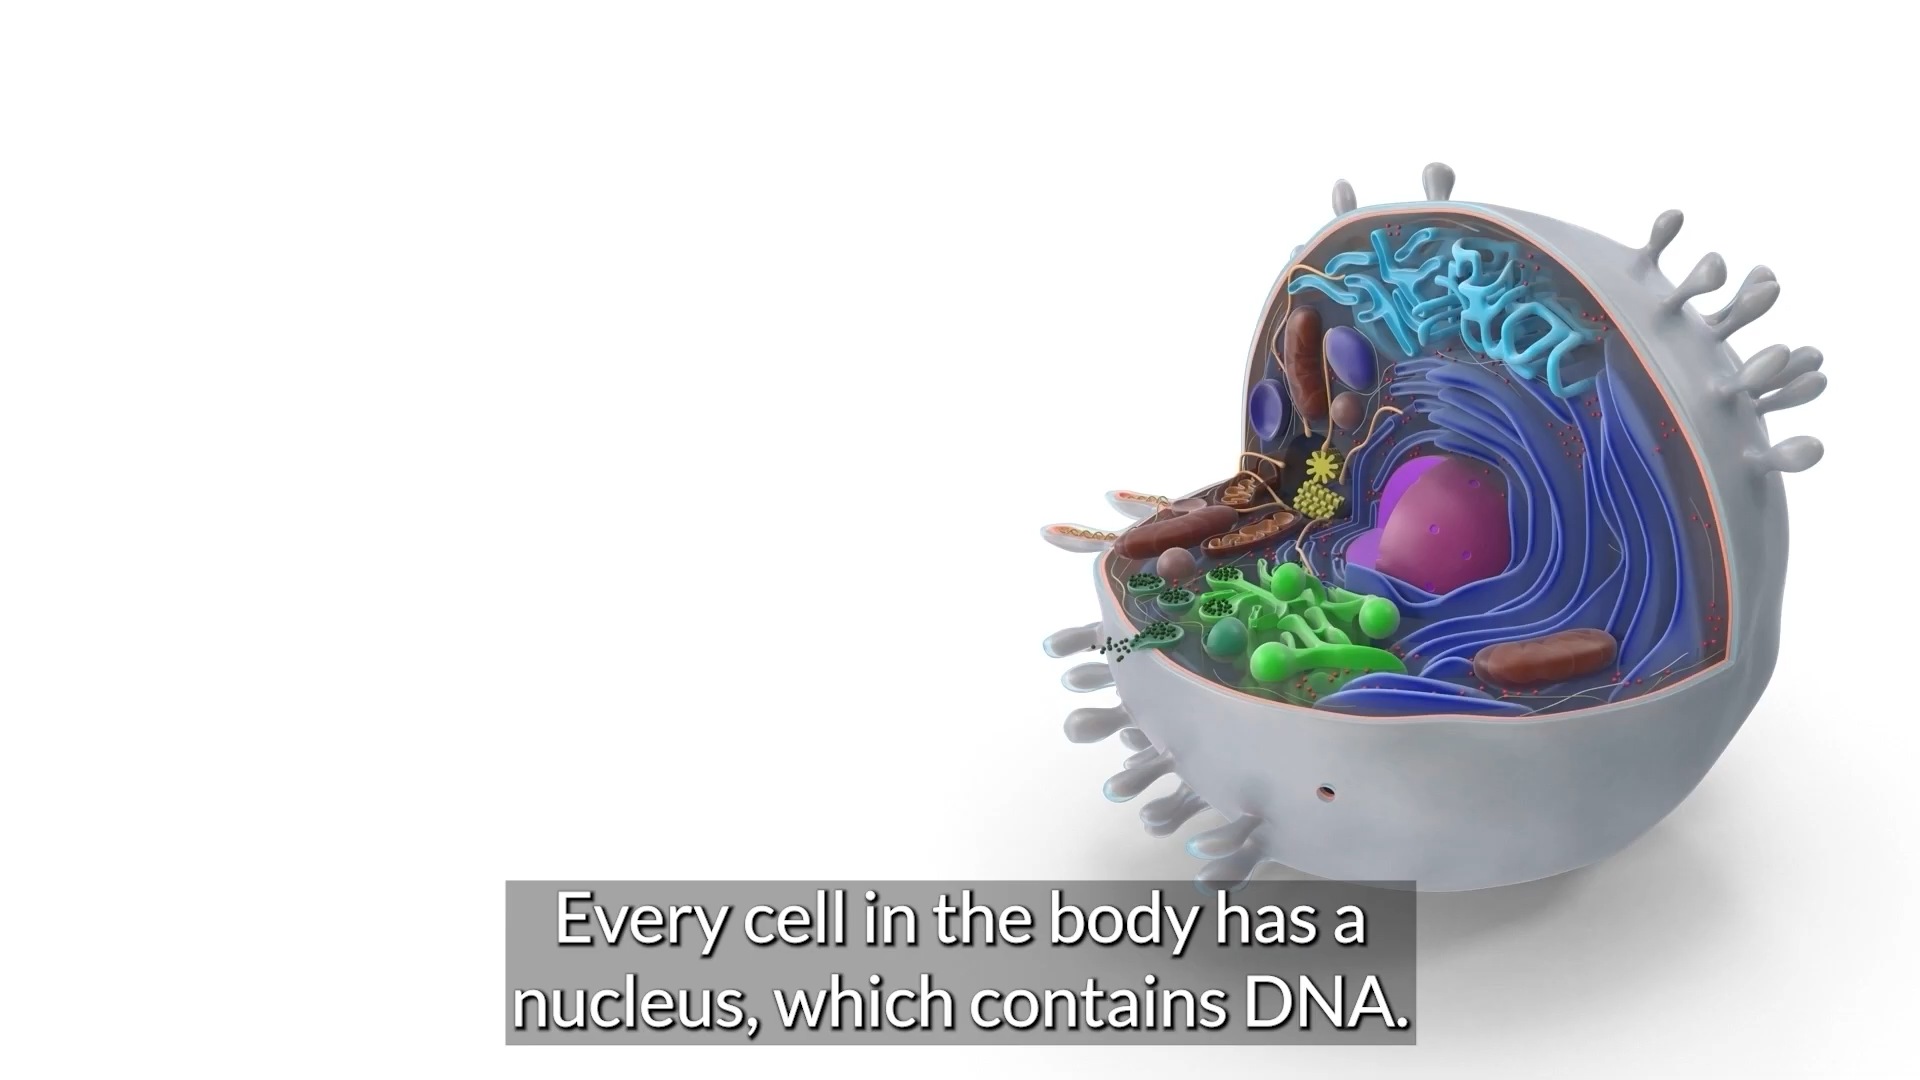 Every cell in the body has a
nucleus, which contains DNA.